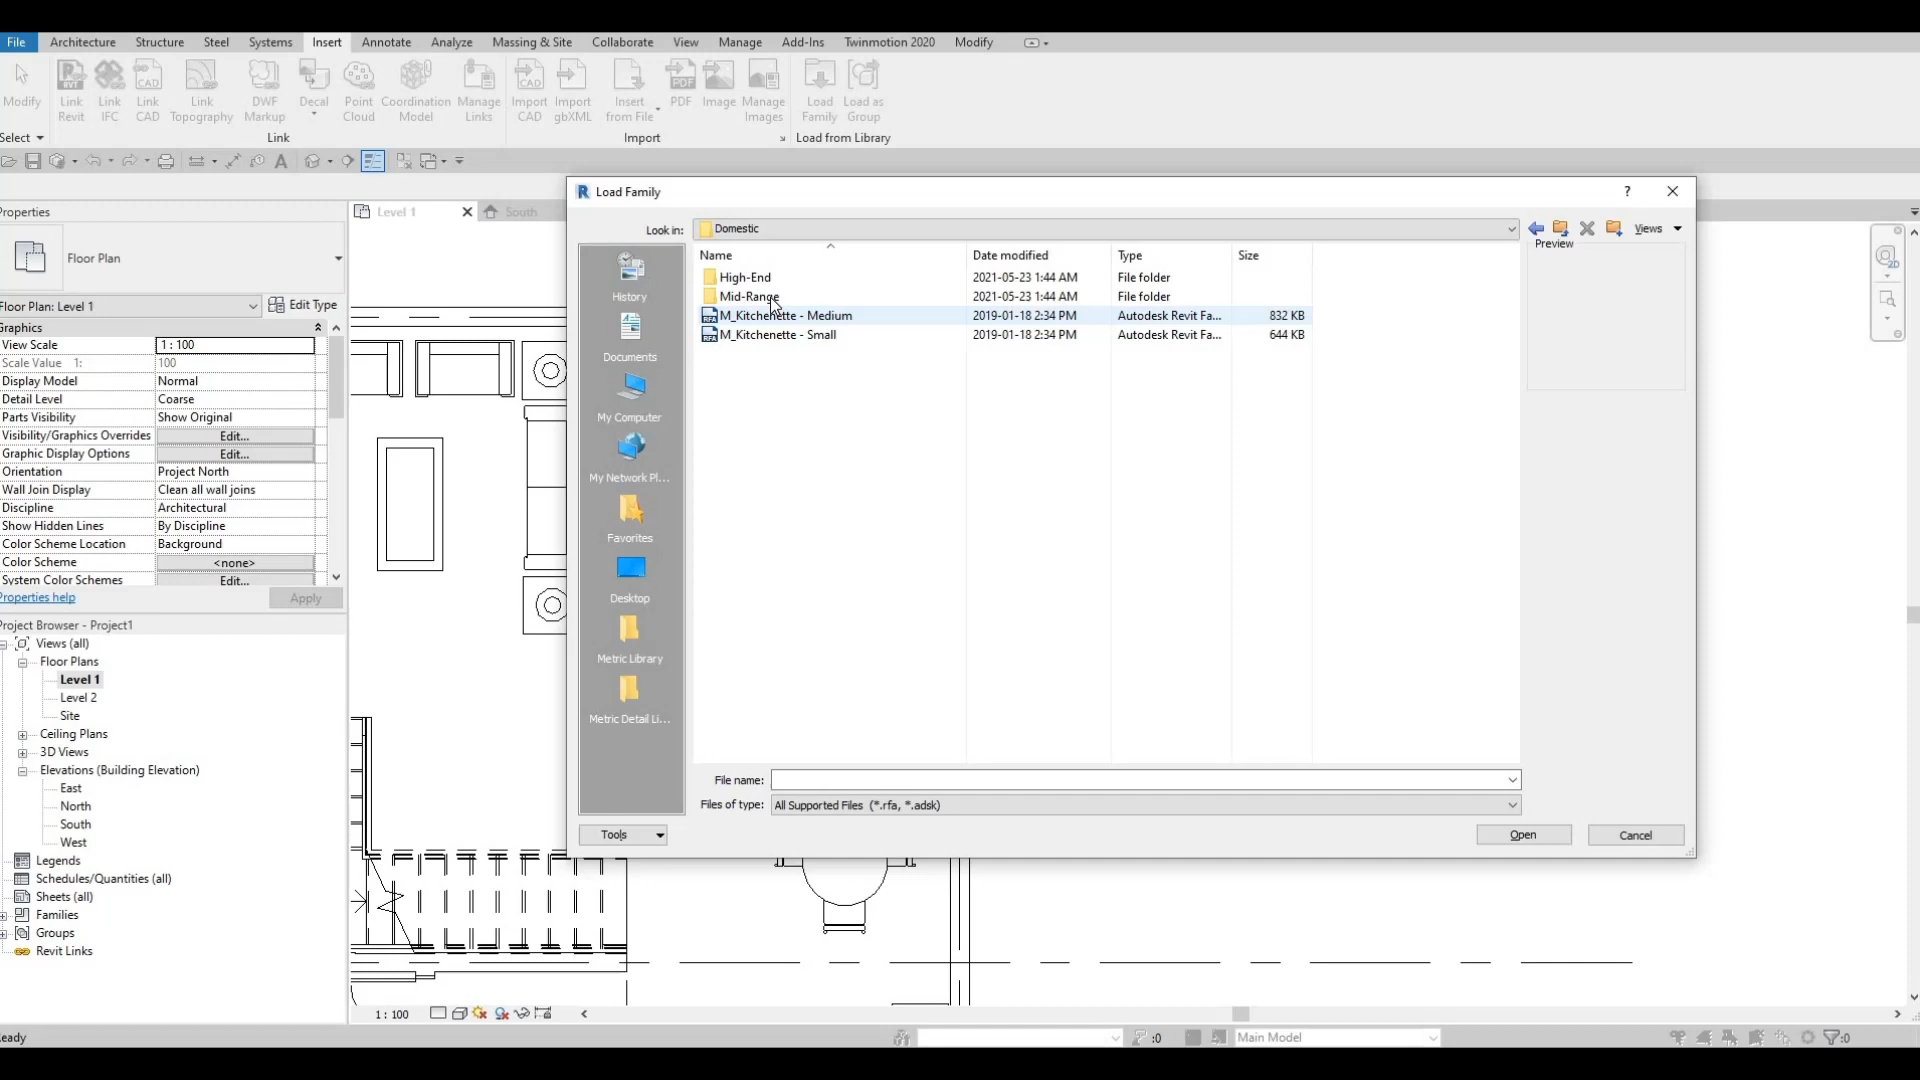 File Architecture Structure Steel Systems Insert Annotate Analyze Massing & Site Collaborate View Manage Add-Ins Twinmotion 2020 Modify
Modify
Link Revit
Link IFC
Link CAD
Link Topography
DWF Markup
Decal
Point Cloud
Coordination Model
Manage Links
Import CAD
Import gbXML
Insert from File
PDF
Image
Manage Images
Load Family
Load as Group
Select Link Import Load from Library
Properties
Level 1
South
Floor Plan
Floor Plan: Level 1 Edit Type
Graphics
View Scale 1 : 100
Scale Value 1: 100
Display Model Normal
Detail Level Coarse
Parts Visibility Show Original
Visibility/Graphics Overrides Edit...
Graphic Display Options Edit...
Orientation Project North
Wall Join Display Clean all wall joins
Discipline Architectural
Show Hidden Lines By Discipline
Color Scheme Location Background
Color Scheme <none>
System Color Schemes Edit...
Properties help Apply
Project Browser - Project1
Views (all)
Floor Plans
Level 1
Level 2
Site
Ceiling Plans
3D Views
Elevations (Building Elevation)
East
North
South
West
Legends
Schedules/Quantities (all)
Sheets (all)
Families
Groups
Revit Links
Load Family
?
Look in: Domestic Views
Preview
History
Documents
My Computer
My Network Pl...
Favorites
Desktop
Metric Library
Metric Detail Li...
Name Date modified Type Size
High-End 2021-05-23 1:44 AM File folder
Mid-Range 2021-05-23 1:44 AM File folder
M_Kitchenette - Medium 2019-01-18 2:34 PM Autodesk Revit Fa... 832 KB
M_Kitchenette - Small 2019-01-18 2:34 PM Autodesk Revit Fa... 644 KB
File name:
Files of type: All Supported Files (*.rfa, *.adsk)
Tools Open Cancel
1 : 100
eady :0 Main Model :0